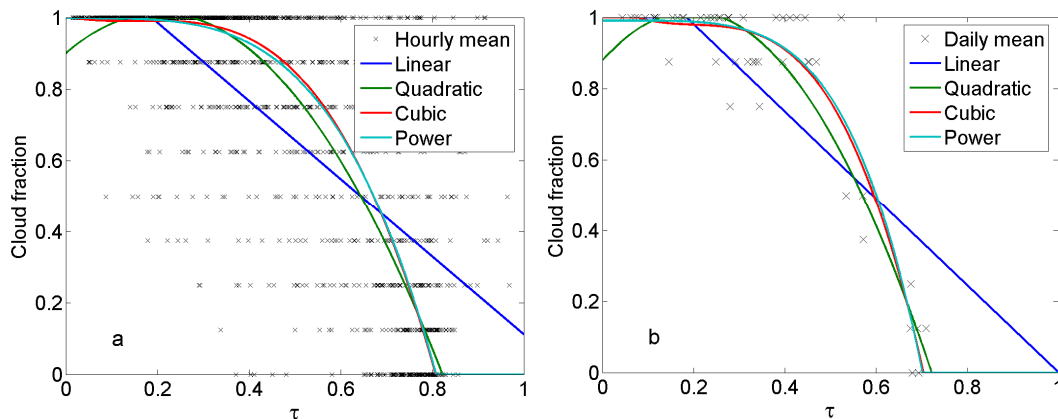 1
0.8
0.6
0.4
0.2
0
Cloud fraction
0 0.2 0.4 0.6 0.8 1
τ
a
Hourly mean
Linear
Quadratic
Cubic
Power
1
0.8
0.6
0.4
0.2
0
Cloud fraction
0 0.2 0.4 0.6 0.8 1
τ
b
Daily mean
Linear
Quadratic
Cubic
Power